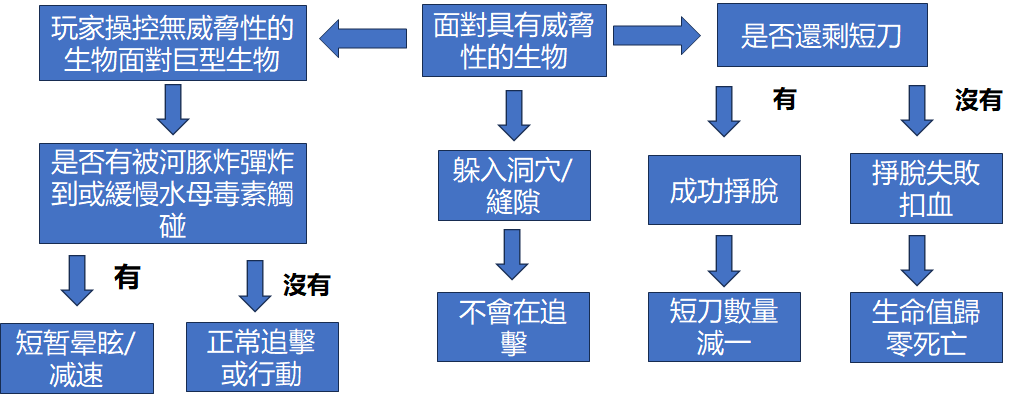 玩家操控無威脅性的
生物面對巨型生物
面對具有威脅
性的生物
是否還剩短刀
有
沒有
是否有被河豚炸彈炸
到或緩慢水母毒素觸
碰
躲入洞穴/
縫隙
成功掙脫
掙脫失敗
扣血
有
沒有
短暫暈眩/
减速
正常追擊
或行動
不會在追
擊
短刀數量
減一
生命值歸
零死亡